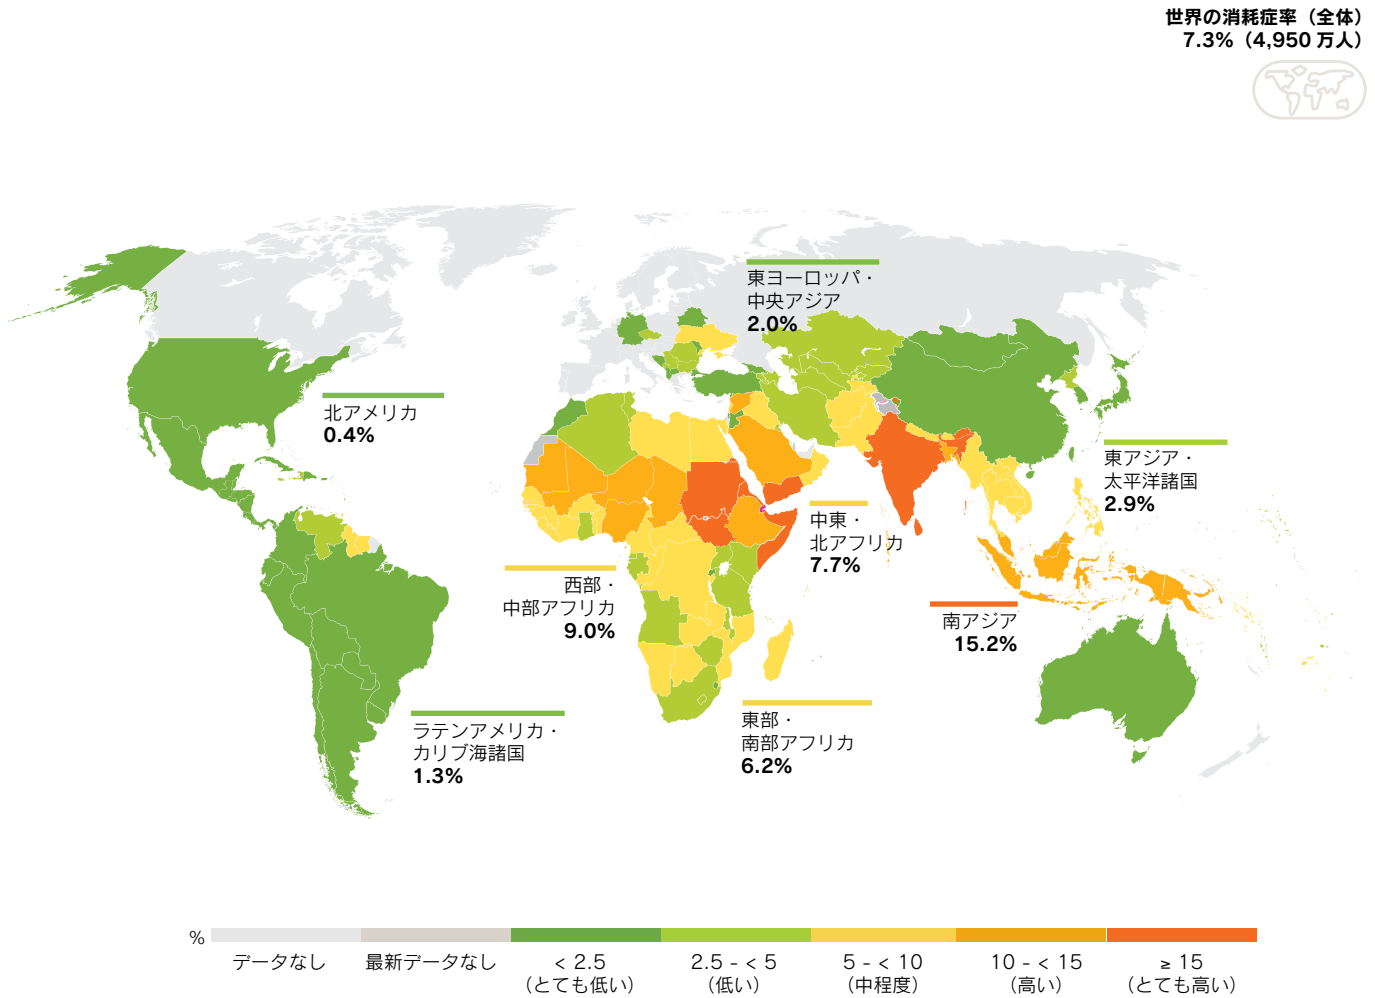 世界の消耗症率（全体）
7.3%（4,950 万人）
東ヨーロッパ・
中央アジア
2.0%
北アメリカ
0.4%
東アジア・
太平洋諸国
2.9%
中東・
北アフリカ
7.7%
西部・
中部アフリカ
9.0%
南アジア
15.2%
東部・
南部アフリカ
6.2%
ラテンアメリカ・
カリブ海諸国
1.3%
%
データなし
最新データなし
< 2.5
（とても低い）
2.5 - < 5
（低い）
5 - < 10
（中程度）
10 - < 15
（高い）
≥ 15
（とても高い）